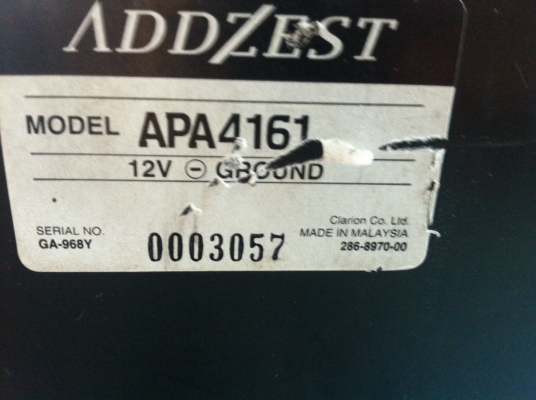 ADDZEST
MODEL APA4161
12V ⊖ GROUND
SERIAL NO.
GA-968Y
0003057
Clarion Co. Ltd.
MADE IN MALAYSIA
286-8970-00